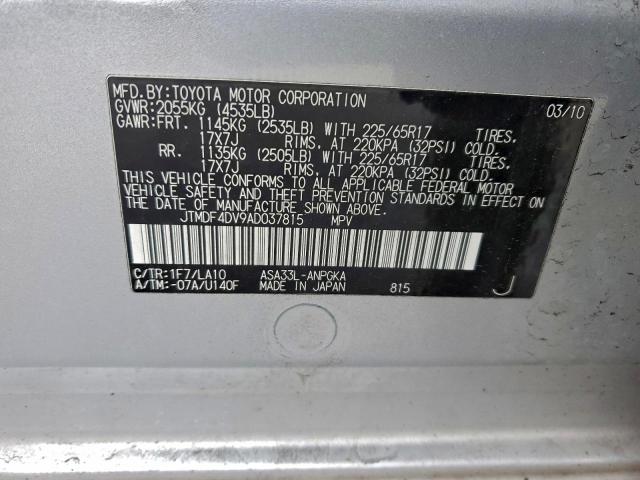 MFD.BY:TOYOTA MOTOR CORPORATION 03/10
GVWR:2055KG (4535LB)
GAWR:FRT. 1145KG (2535LB) WITH 225/65R17 TIRES.
17X7J RIMS. AT 220KPA (32PSI) COLD.
RR. 1135KG (2505LB) WITH 225/65R17 TIRES.
17X7J RIMS. AT 220KPA (32PSI) COLD.
THIS VEHICLE CONFORMS TO ALL APPLICABLE FEDERAL MOTOR
VEHICLE SAFETY AND THEFT PREVENTION STANDARDS IN EFFECT ON
THE DATE OF MANUFACTURE SHOWN ABOVE.
JTMDF4DV9AD037815 MPV
C/TR:1F7/LA10 ASA33L-ANPGKA
A/TM:-07A/U140F MADE IN JAPAN 815 J